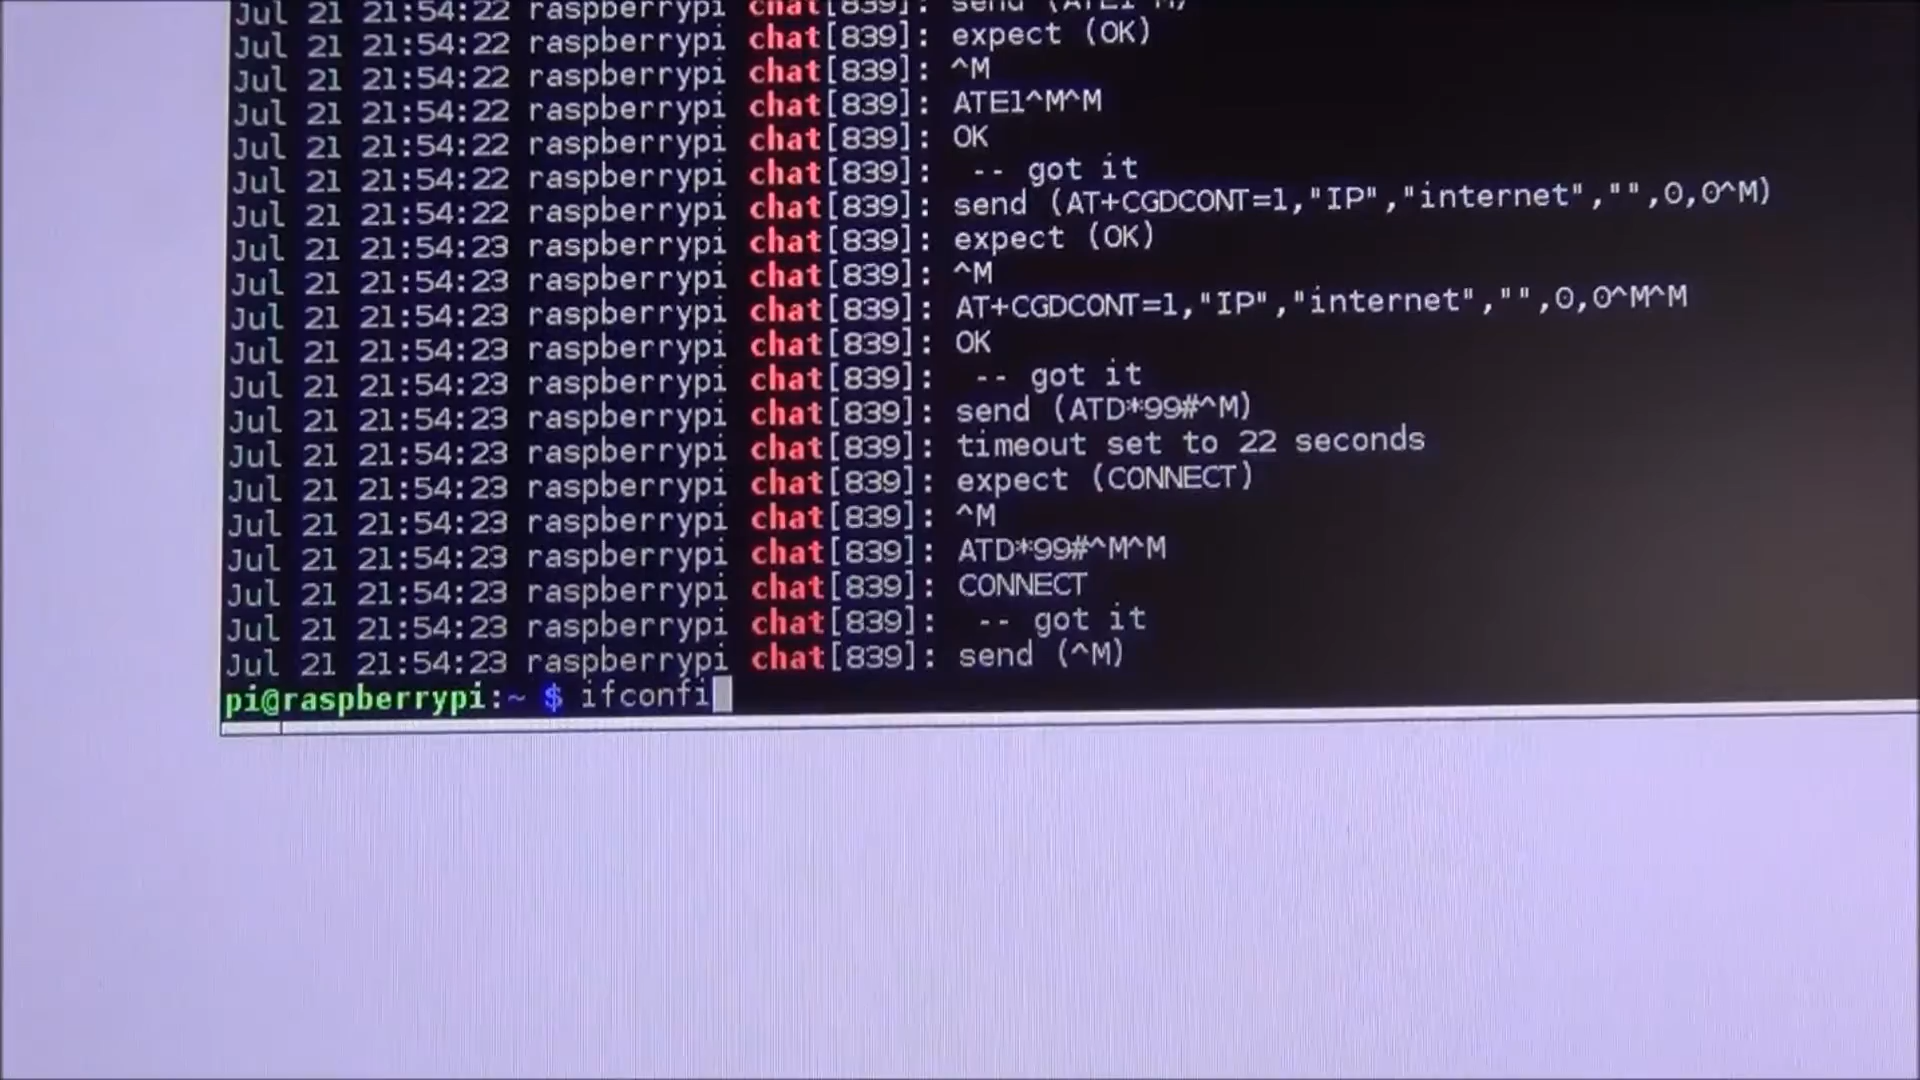 Jul 21 21:54:22 raspberrypi chat[839]: send (ATE1^M)
Jul 21 21:54:22 raspberrypi chat[839]: expect (OK)
Jul 21 21:54:22 raspberrypi chat[839]: ^M
Jul 21 21:54:22 raspberrypi chat[839]: ATE1^M^M
Jul 21 21:54:22 raspberrypi chat[839]: OK
Jul 21 21:54:22 raspberrypi chat[839]:  -- got it
Jul 21 21:54:22 raspberrypi chat[839]: send (AT+CGDCONT=1,"IP","internet","",0,0^M)
Jul 21 21:54:23 raspberrypi chat[839]: expect (OK)
Jul 21 21:54:23 raspberrypi chat[839]: ^M
Jul 21 21:54:23 raspberrypi chat[839]: AT+CGDCONT=1,"IP","internet","",0,0^M^M
Jul 21 21:54:23 raspberrypi chat[839]: OK
Jul 21 21:54:23 raspberrypi chat[839]:  -- got it
Jul 21 21:54:23 raspberrypi chat[839]: send (ATD*99#^M)
Jul 21 21:54:23 raspberrypi chat[839]: timeout set to 22 seconds
Jul 21 21:54:23 raspberrypi chat[839]: expect (CONNECT)
Jul 21 21:54:23 raspberrypi chat[839]: ^M
Jul 21 21:54:23 raspberrypi chat[839]: ATD*99#^M^M
Jul 21 21:54:23 raspberrypi chat[839]: CONNECT
Jul 21 21:54:23 raspberrypi chat[839]:  -- got it
Jul 21 21:54:23 raspberrypi chat[839]: send (^M)
pi@raspberrypi:~ $ ifconfi